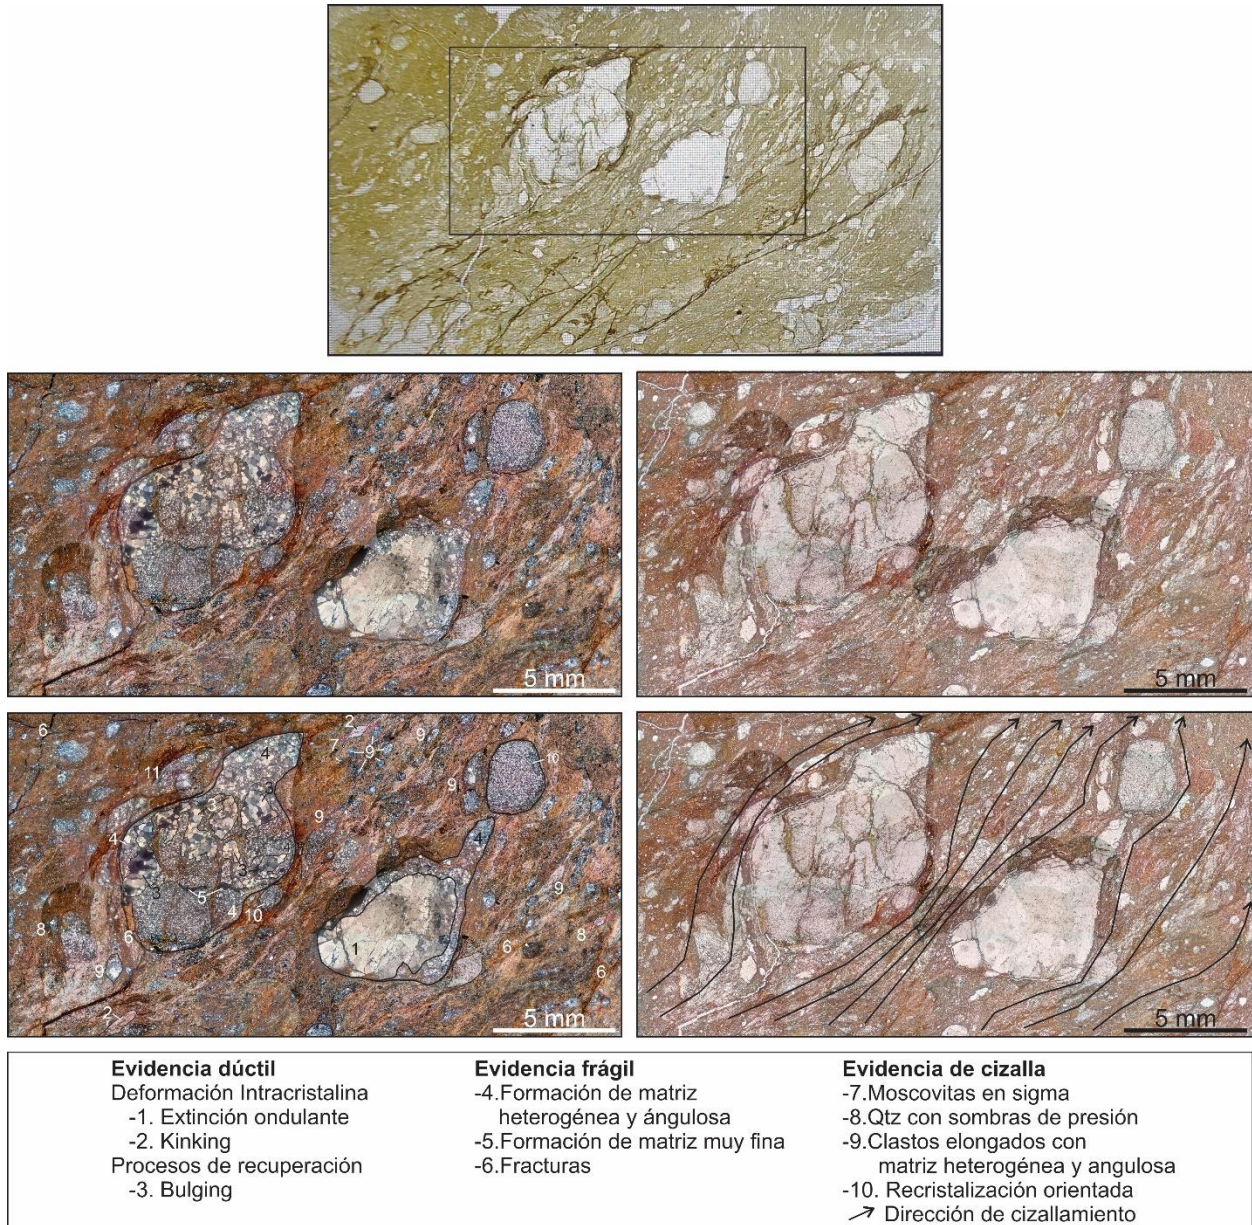 5 mm
5 mm
6
2
7
9
9
4
10
11
3
9
9
4
9
4
4
3
3
5
4
10
9
8
6
1
6
8
9
6
2
5 mm
5 mm
Evidencia dúctil
Deformación Intracristalina
-1. Extinción ondulante
-2. Kinking
Procesos de recuperación
-3. Bulging
Evidencia frágil
-4.Formación de matriz
heterogénea y ángulosa
-5.Formación de matriz muy fina
-6.Fracturas
Evidencia de cizalla
-7.Moscovitas en sigma
-8.Qtz con sombras de presión
-9.Clastos elongados con
matriz heterogénea y angulosa
-10. Recristalización orientada
Dirección de cizallamiento